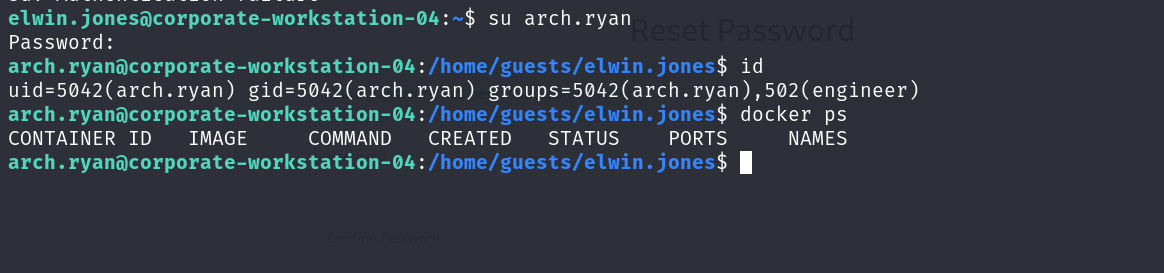 elwin.jones@corporate-workstation-04:~$ su arch.ryan
Reset Password
Password:
arch.ryan@corporate-workstation-04:/home/guests/elwin.jones$ id
uid=5042(arch.ryan) gid=5042(arch.ryan) groups=5042(arch.ryan),502(engineer)
arch.ryan@corporate-workstation-04:/home/guests/elwin.jones$ docker ps
CONTAINER ID   IMAGE     COMMAND   CREATED   STATUS    PORTS     NAMES
arch.ryan@corporate-workstation-04:/home/guests/elwin.jones$
Confirm Password